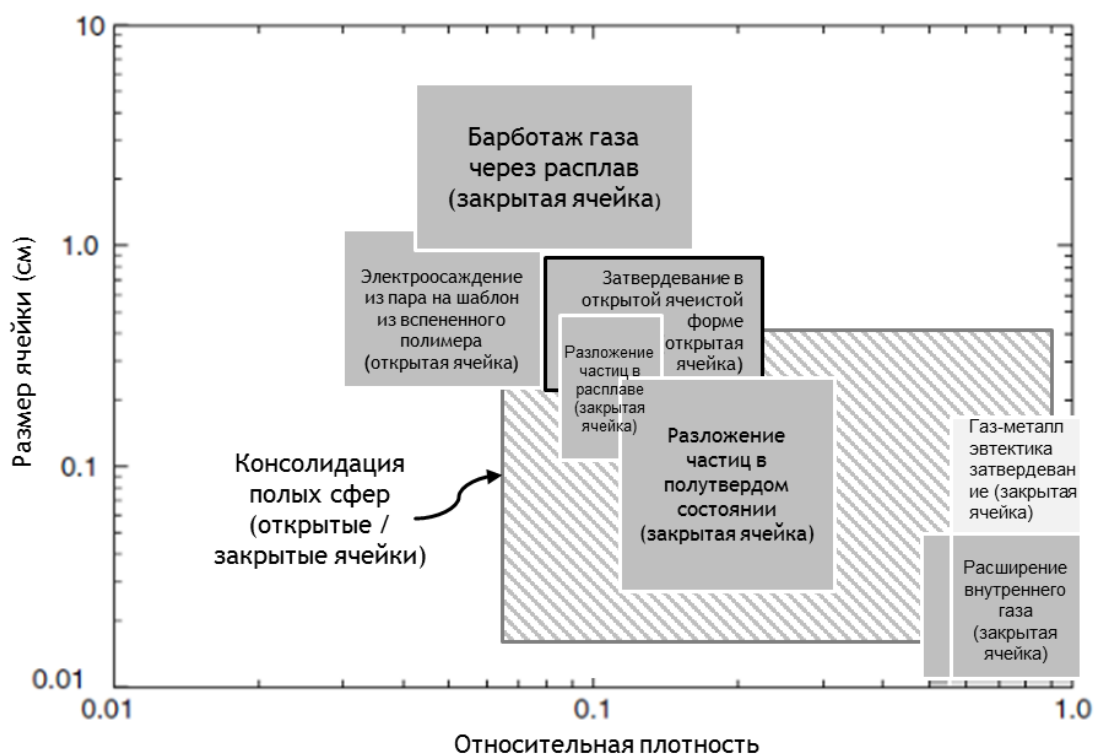 10
1.0
0.1
0.01
Размер ячейки (см)
Барботаж газа
через расплав
(закрытая ячейка)
Электроосаждение
из пара на шаблон
из вспененного
полимера
(открытая ячейка)
Затвердевание в
открытой ячеистой
форме
открытая
ячейка)
Разложение
частиц в
расплаве
(закрытая
ячейка)
Разложение
частиц в
полутвердом
состоянии
(закрытая ячейка)
Консолидация
полых сфер
(открытые /
закрытые ячейки)
Газ-металл
эвтектика
затвердеван
ие (закрытая
ячейка)
Расширение
внутреннего
газа
(закрытая
ячейка)
0.01
0.1
1.0
Относительная плотность